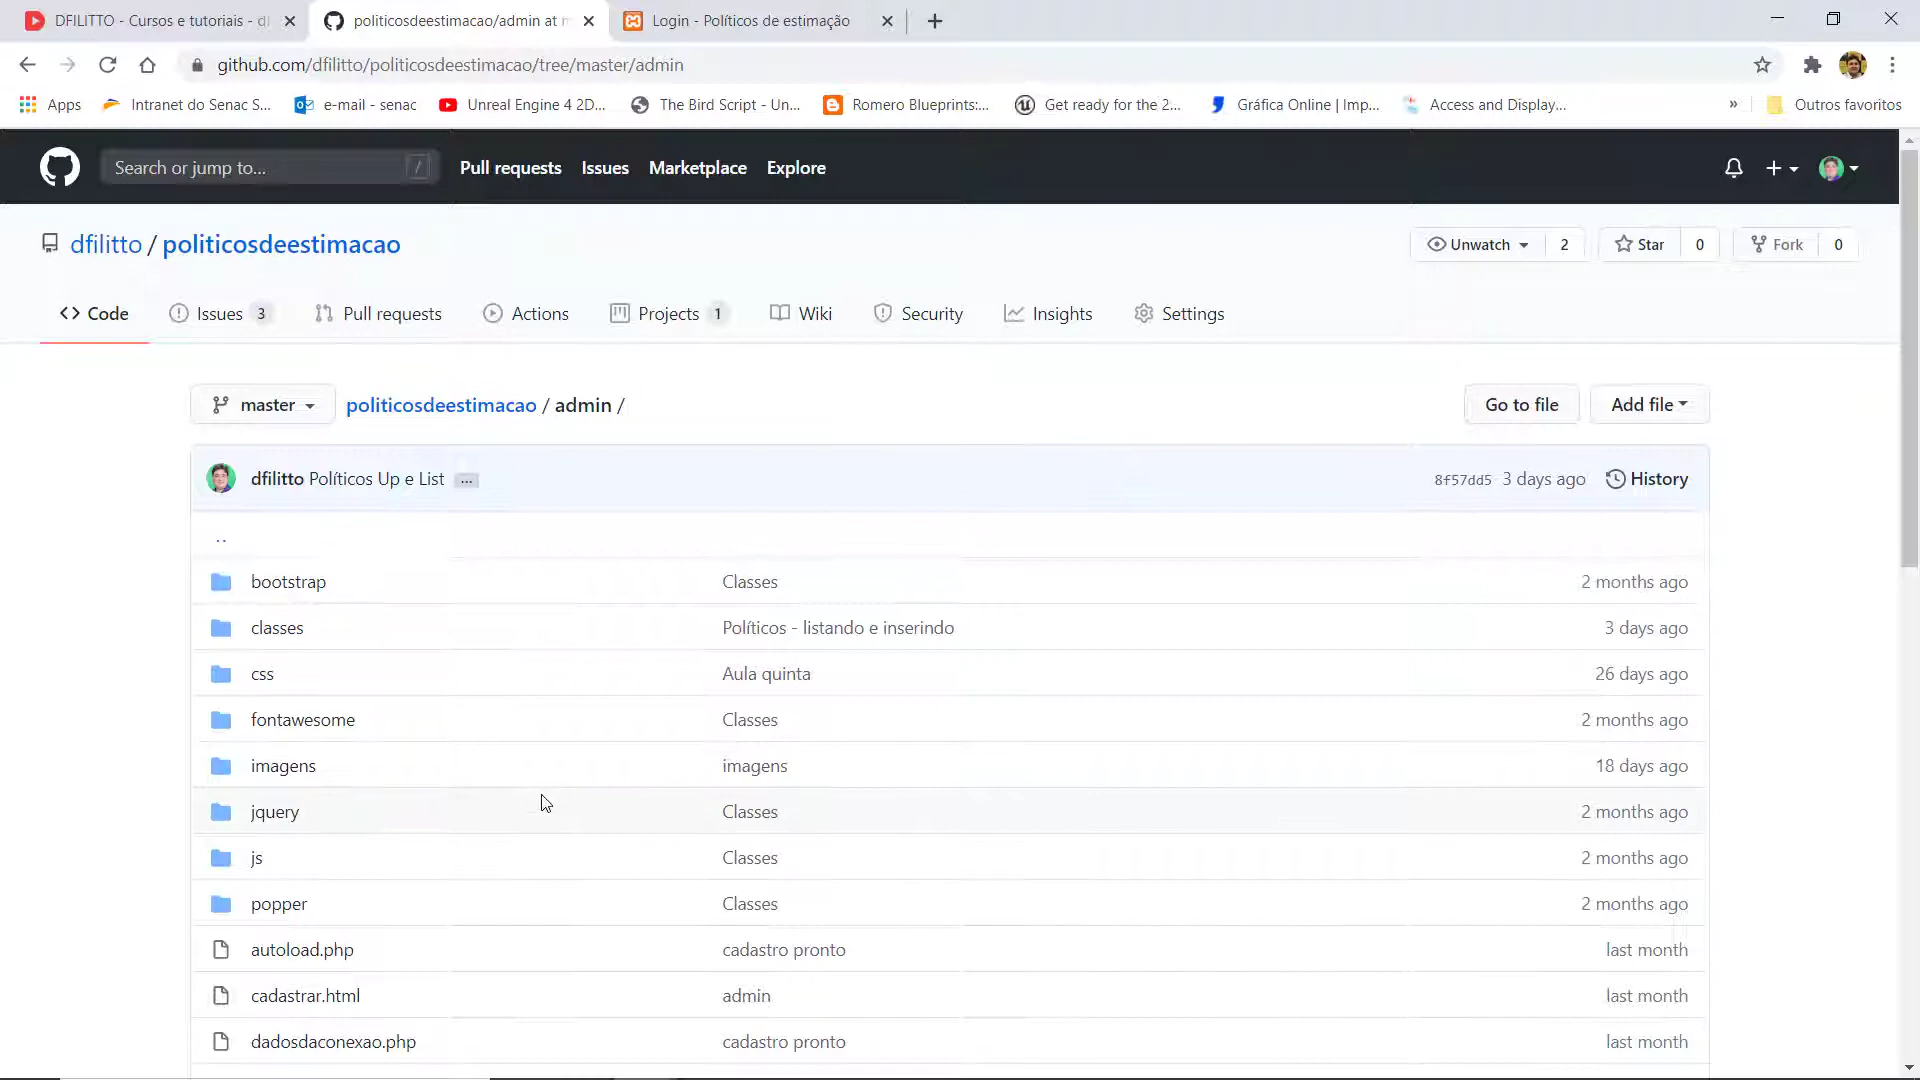 DFILITTO - Cursos e tutoriais - df
politicosdeestimacao/admin at m
Login - Políticos de estimação
github.com/dfilitto/politicosdeestimacao/tree/master/admin
Apps
Intranet do Senac S...
e-mail - senac
Unreal Engine 4 2D...
The Bird Script - Un...
Romero Blueprints:...
Get ready for the 2...
Gráfica Online | Imp...
Access and Display,...
»
Outros favoritos
Search or jump to...
/
Pull requests
Issues
Marketplace
Explore
dfilitto / politicosdeestimacao
Unwatch 2
Star 0
Fork 0
Code
Issues 3
Pull requests
Actions
Projects 1
Wiki
Security
Insights
Settings
master
politicosdeestimacao / admin /
Go to file
Add file
dfilitto Políticos Up e List ...
8f57dd5 3 days ago
History
..
bootstrap Classes 2 months ago
classes Políticos - listando e inserindo 3 days ago
css Aula quinta 26 days ago
fontawesome Classes 2 months ago
imagens imagens 18 days ago
jquery Classes 2 months ago
js Classes 2 months ago
popper Classes 2 months ago
autoload.php cadastro pronto last month
cadastrar.html admin last month
dadosdaconexao.php cadastro pronto last month